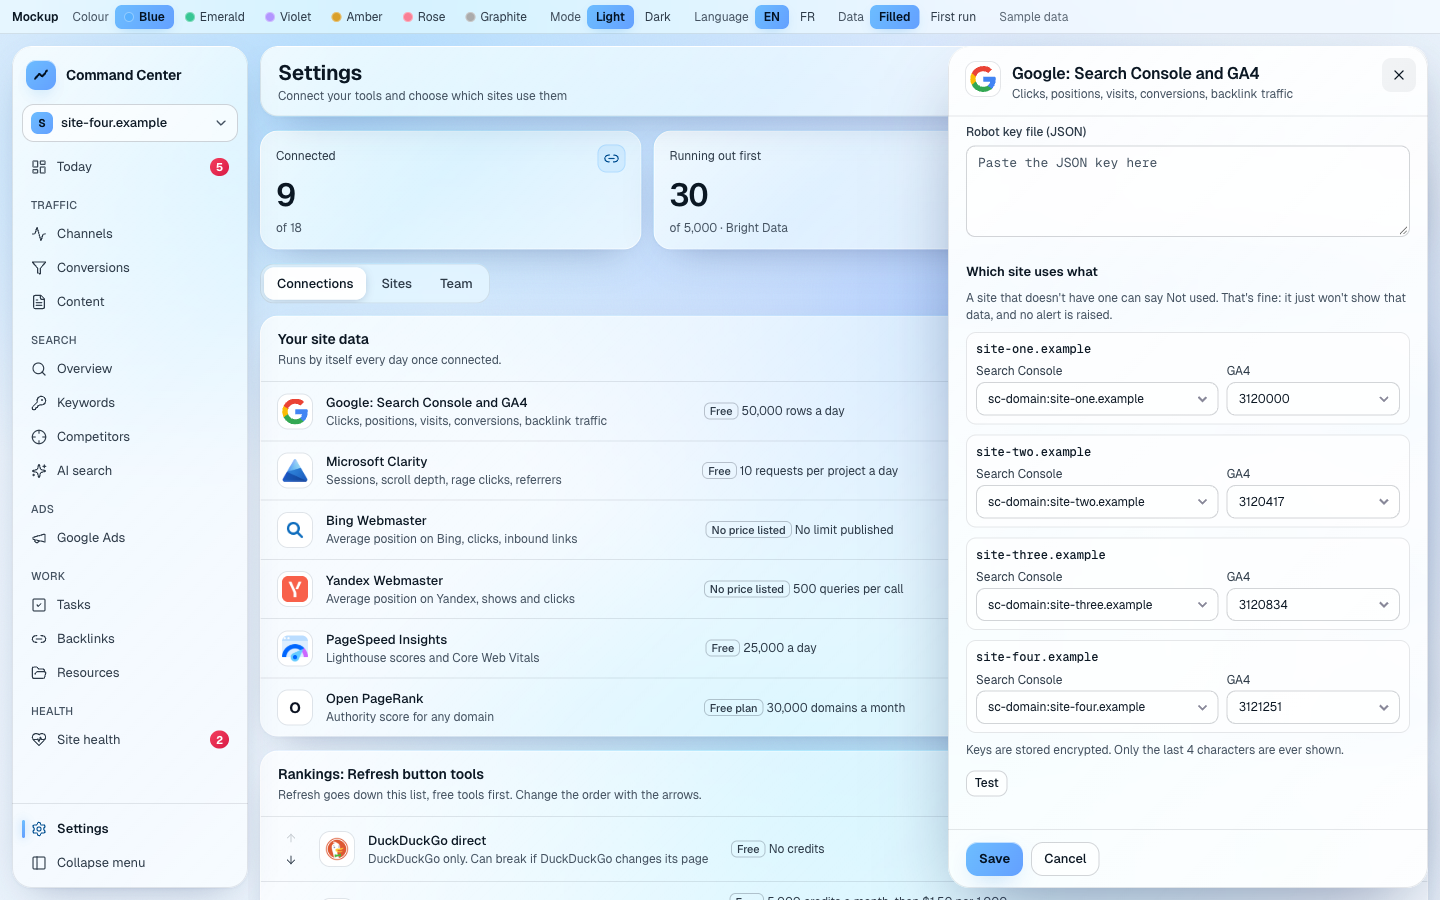 Mockup Colour Blue Emerald Violet Amber Rose Graphite Mode Light Dark Language EN FR Data Filled First run Sample data
Command Center
S site-four.example
Today 5
TRAFFIC
Channels
Conversions
Content
SEARCH
Overview
Keywords
Competitors
AI search
ADS
Google Ads
WORK
Tasks
Backlinks
Resources
HEALTH
Site health 2
Settings
Collapse menu
Settings
Connect your tools and choose which sites use them
Connected
9
of 18
Running out first
30
of 5,000 · Bright Data
Connections Sites Team
Your site data
Runs by itself every day once connected.
Google: Search Console and GA4
Clicks, positions, visits, conversions, backlink traffic
Free 50,000 rows a day
Microsoft Clarity
Sessions, scroll depth, rage clicks, referrers
Free 10 requests per project a day
Bing Webmaster
Average position on Bing, clicks, inbound links
No price listed No limit published
Yandex Webmaster
Average position on Yandex, shows and clicks
No price listed 500 queries per call
PageSpeed Insights
Lighthouse scores and Core Web Vitals
Free 25,000 a day
O
Open PageRank
Authority score for any domain
Free plan 30,000 domains a month
Rankings: Refresh button tools
Refresh goes down this list, free tools first. Change the order with the arrows.
DuckDuckGo direct
DuckDuckGo only. Can break if DuckDuckGo changes its page
Free No credits
Google: Search Console and GA4
Clicks, positions, visits, conversions, backlink traffic
Robot key file (JSON)
Paste the JSON key here
Which site uses what
A site that doesn't have one can say Not used. That's fine: it just won't show that
data, and no alert is raised.
site-one.example
Search Console GA4
sc-domain:site-one.example 3120000
site-two.example
Search Console GA4
sc-domain:site-two.example 3120417
site-three.example
Search Console GA4
sc-domain:site-three.example 3120834
site-four.example
Search Console GA4
sc-domain:site-four.example 3121251
Keys are stored encrypted. Only the last 4 characters are ever shown.
Test
Save Cancel